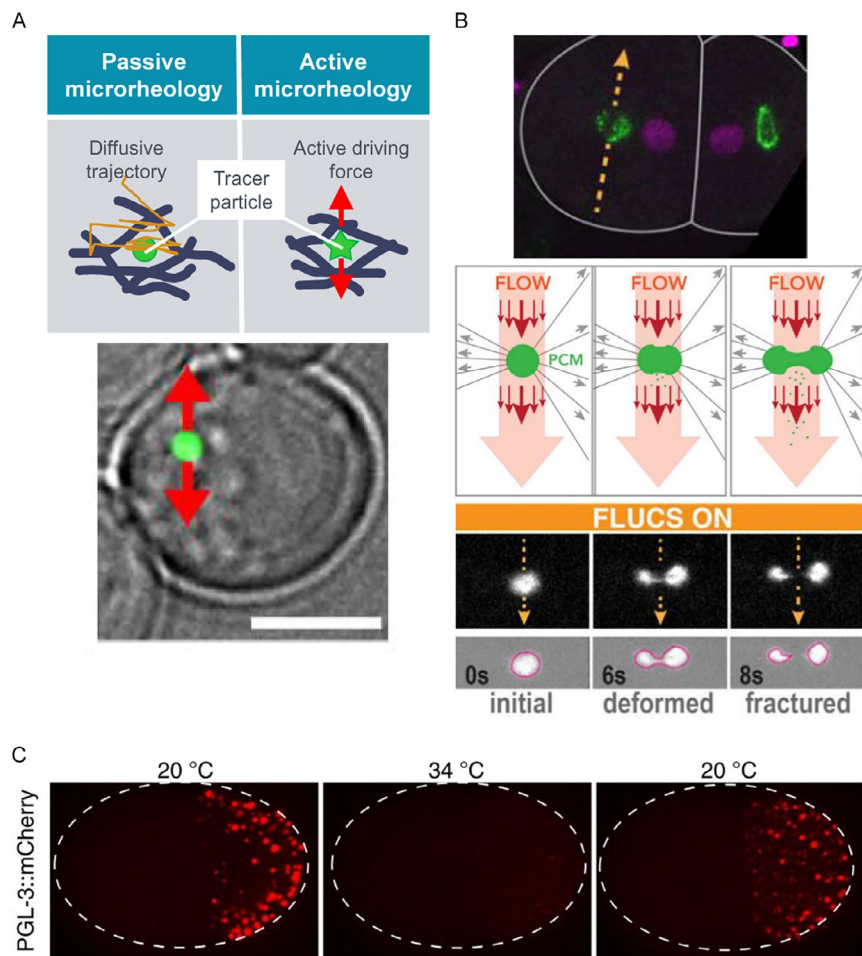 A
Passive
microrheology
Active
microrheology
Diffusive
trajectory
Tracer
particle
Active driving
force
B
FLOW
FLOW
FLOW
PCM
FLUCS ON
0s
6s
8s
initial
deformed
fractured
C
20 °C
34 °C
20 °C
PGL-3::mCherry